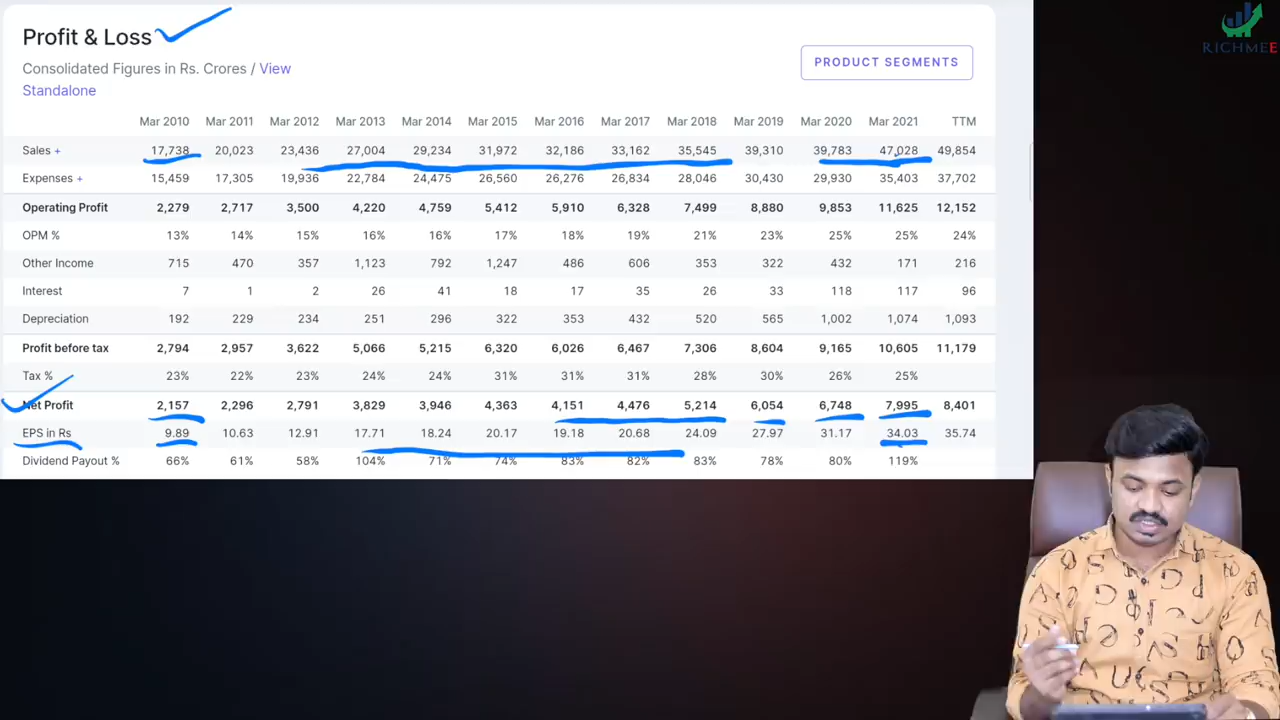 Profit & Loss
Consolidated Figures in Rs. Crores / View
Standalone
PRODUCT SEGMENTS
RICHMEE
Mar 2010 Mar 2011 Mar 2012 Mar 2013 Mar 2014 Mar 2015 Mar 2016 Mar 2017 Mar 2018 Mar 2019 Mar 2020 Mar 2021 TTM
Sales + 17,738 20,023 23,436 27,004 29,234 31,972 32,186 33,162 35,545 39,310 39,783 47,028 49,854
Expenses + 15,459 17,305 19,936 22,784 24,475 26,560 26,276 26,834 28,046 30,430 29,930 35,403 37,702
Operating Profit 2,279 2,717 3,500 4,220 4,759 5,412 5,910 6,328 7,499 8,880 9,853 11,625 12,152
OPM % 13% 14% 15% 16% 16% 17% 18% 19% 21% 23% 25% 25% 24%
Other Income 715 470 357 1,123 792 1,247 486 606 353 322 432 171 216
Interest 7 1 2 26 41 18 17 35 26 33 118 117 96
Depreciation 192 229 234 251 296 322 353 432 520 565 1,002 1,074 1,093
Profit before tax 2,794 2,957 3,622 5,066 5,215 6,320 6,026 6,467 7,306 8,604 9,165 10,605 11,179
Tax % 23% 22% 23% 24% 24% 31% 31% 31% 28% 30% 26% 25%
Net Profit 2,157 2,296 2,791 3,829 3,946 4,363 4,151 4,476 5,214 6,054 6,748 7,995 8,401
EPS in Rs 9.89 10.63 12.91 17.71 18.24 20.17 19.18 20.68 24.09 27.97 31.17 34.03 35.74
Dividend Payout % 66% 61% 58% 104% 71% 74% 83% 82% 83% 78% 80% 119%